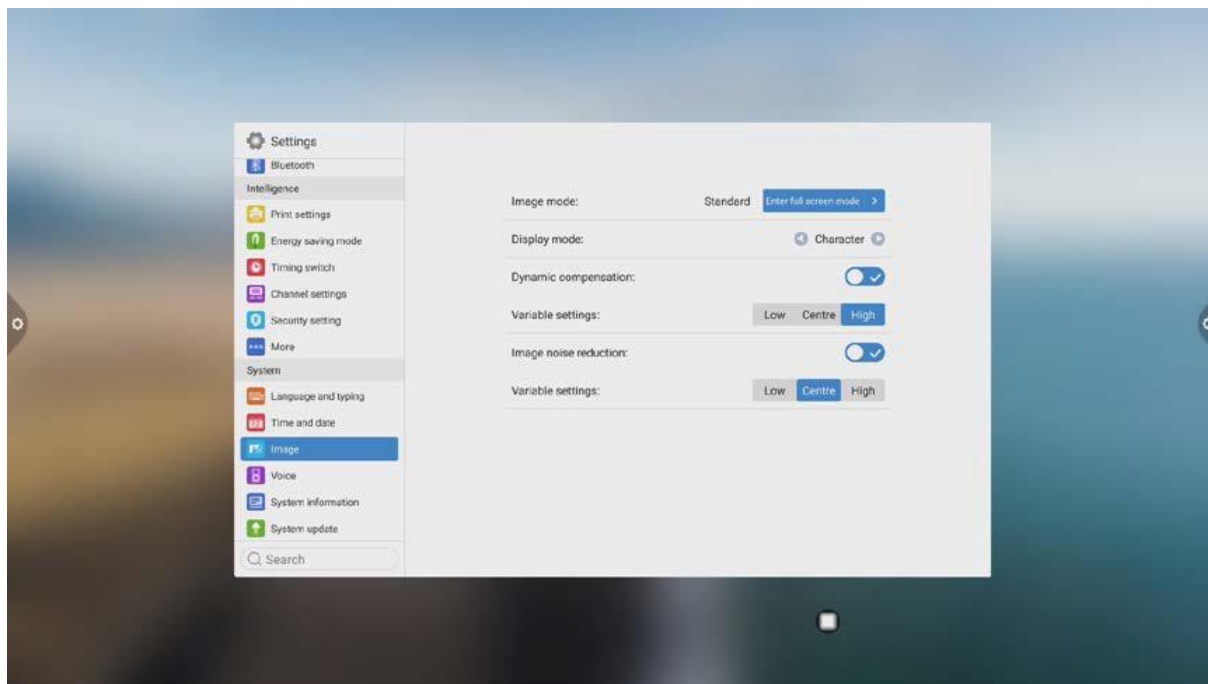 Settings
Bluetooth
Intelligence
Print settings
Energy saving mode
Timing switch
Channel settings
Security setting
More
System
Language and typing
Time and date
Image
Voice
System information
System update
Search
Image mode: Standard Enter full screen mode >
Display mode: Character
Dynamic compensation:
Variable settings: Low Centre High
Image noise reduction:
Variable settings: Low Centre High